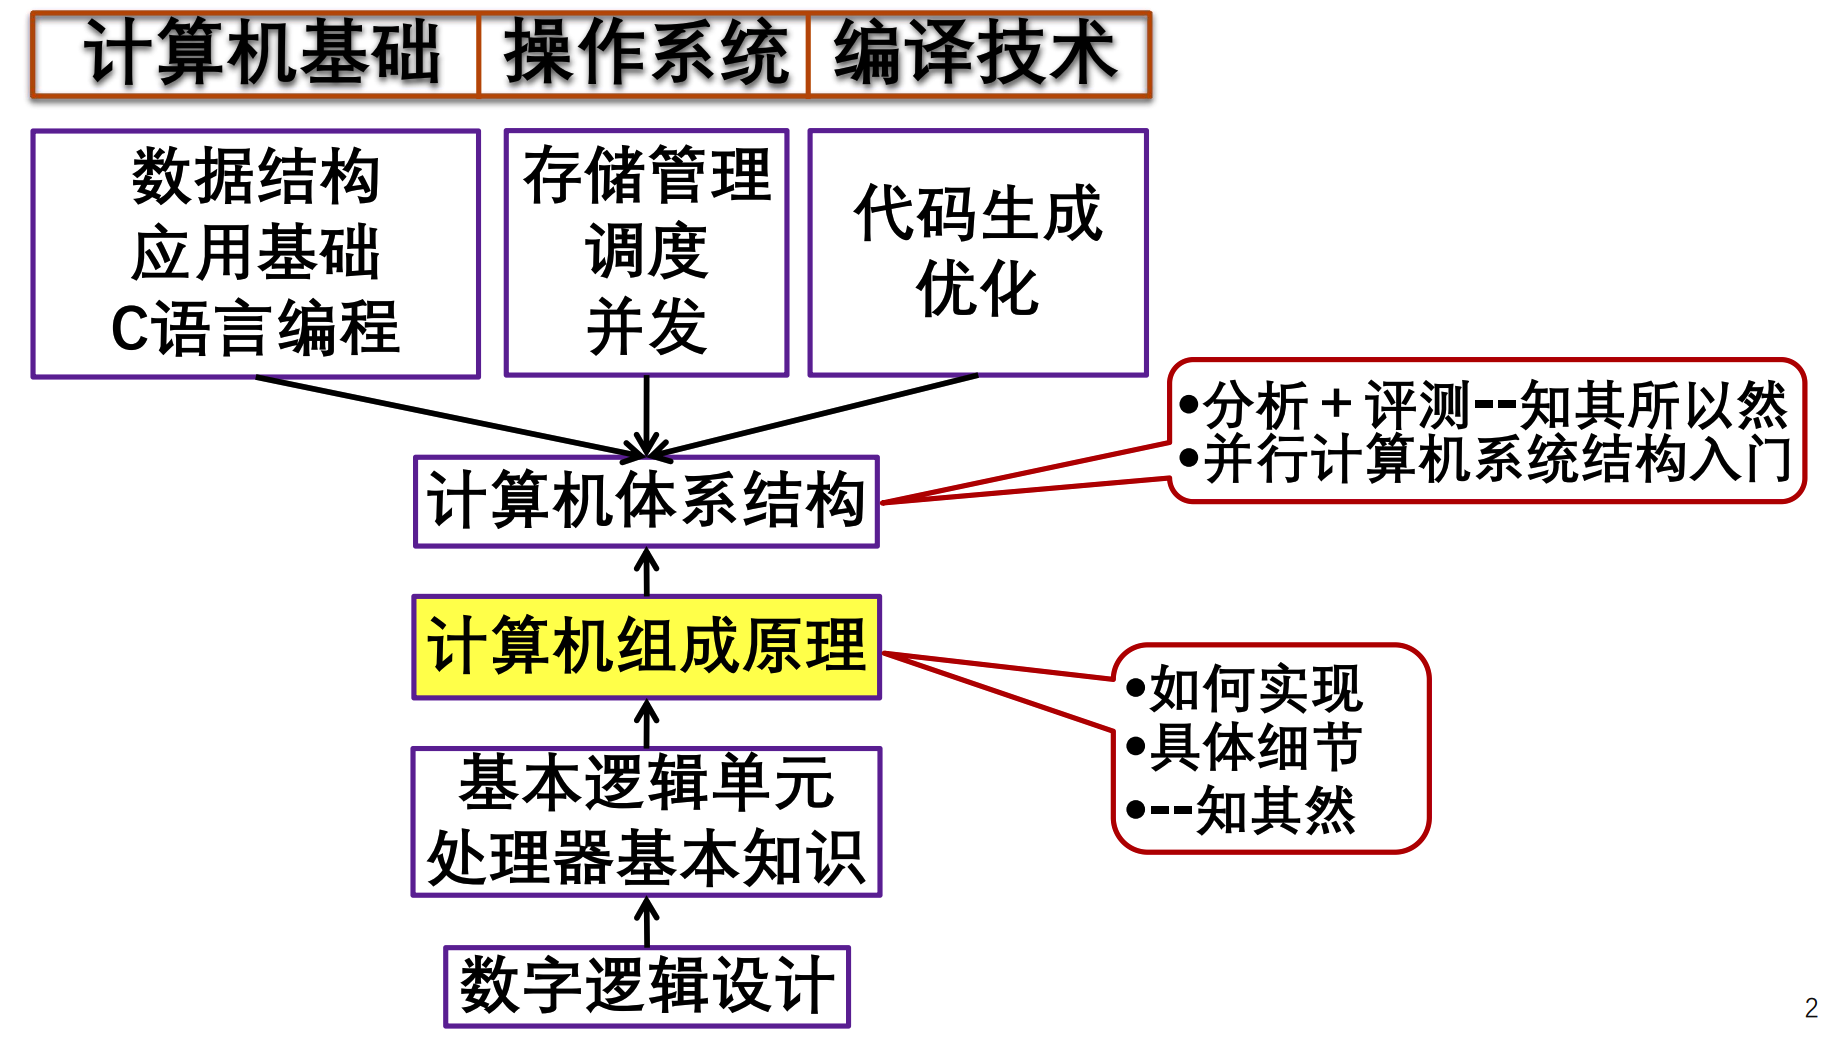 计算机基础 操作系统 编译技术
数据结构
应用基础
C语言编程
存储管理
调度
并发
代码生成
优化
计算机体系结构
•分析+评测--知其所以然
•并行计算机系统结构入门
计算机组成原理
•如何实现
•具体细节
•--知其然
基本逻辑单元
处理器基本知识
数字逻辑设计
2